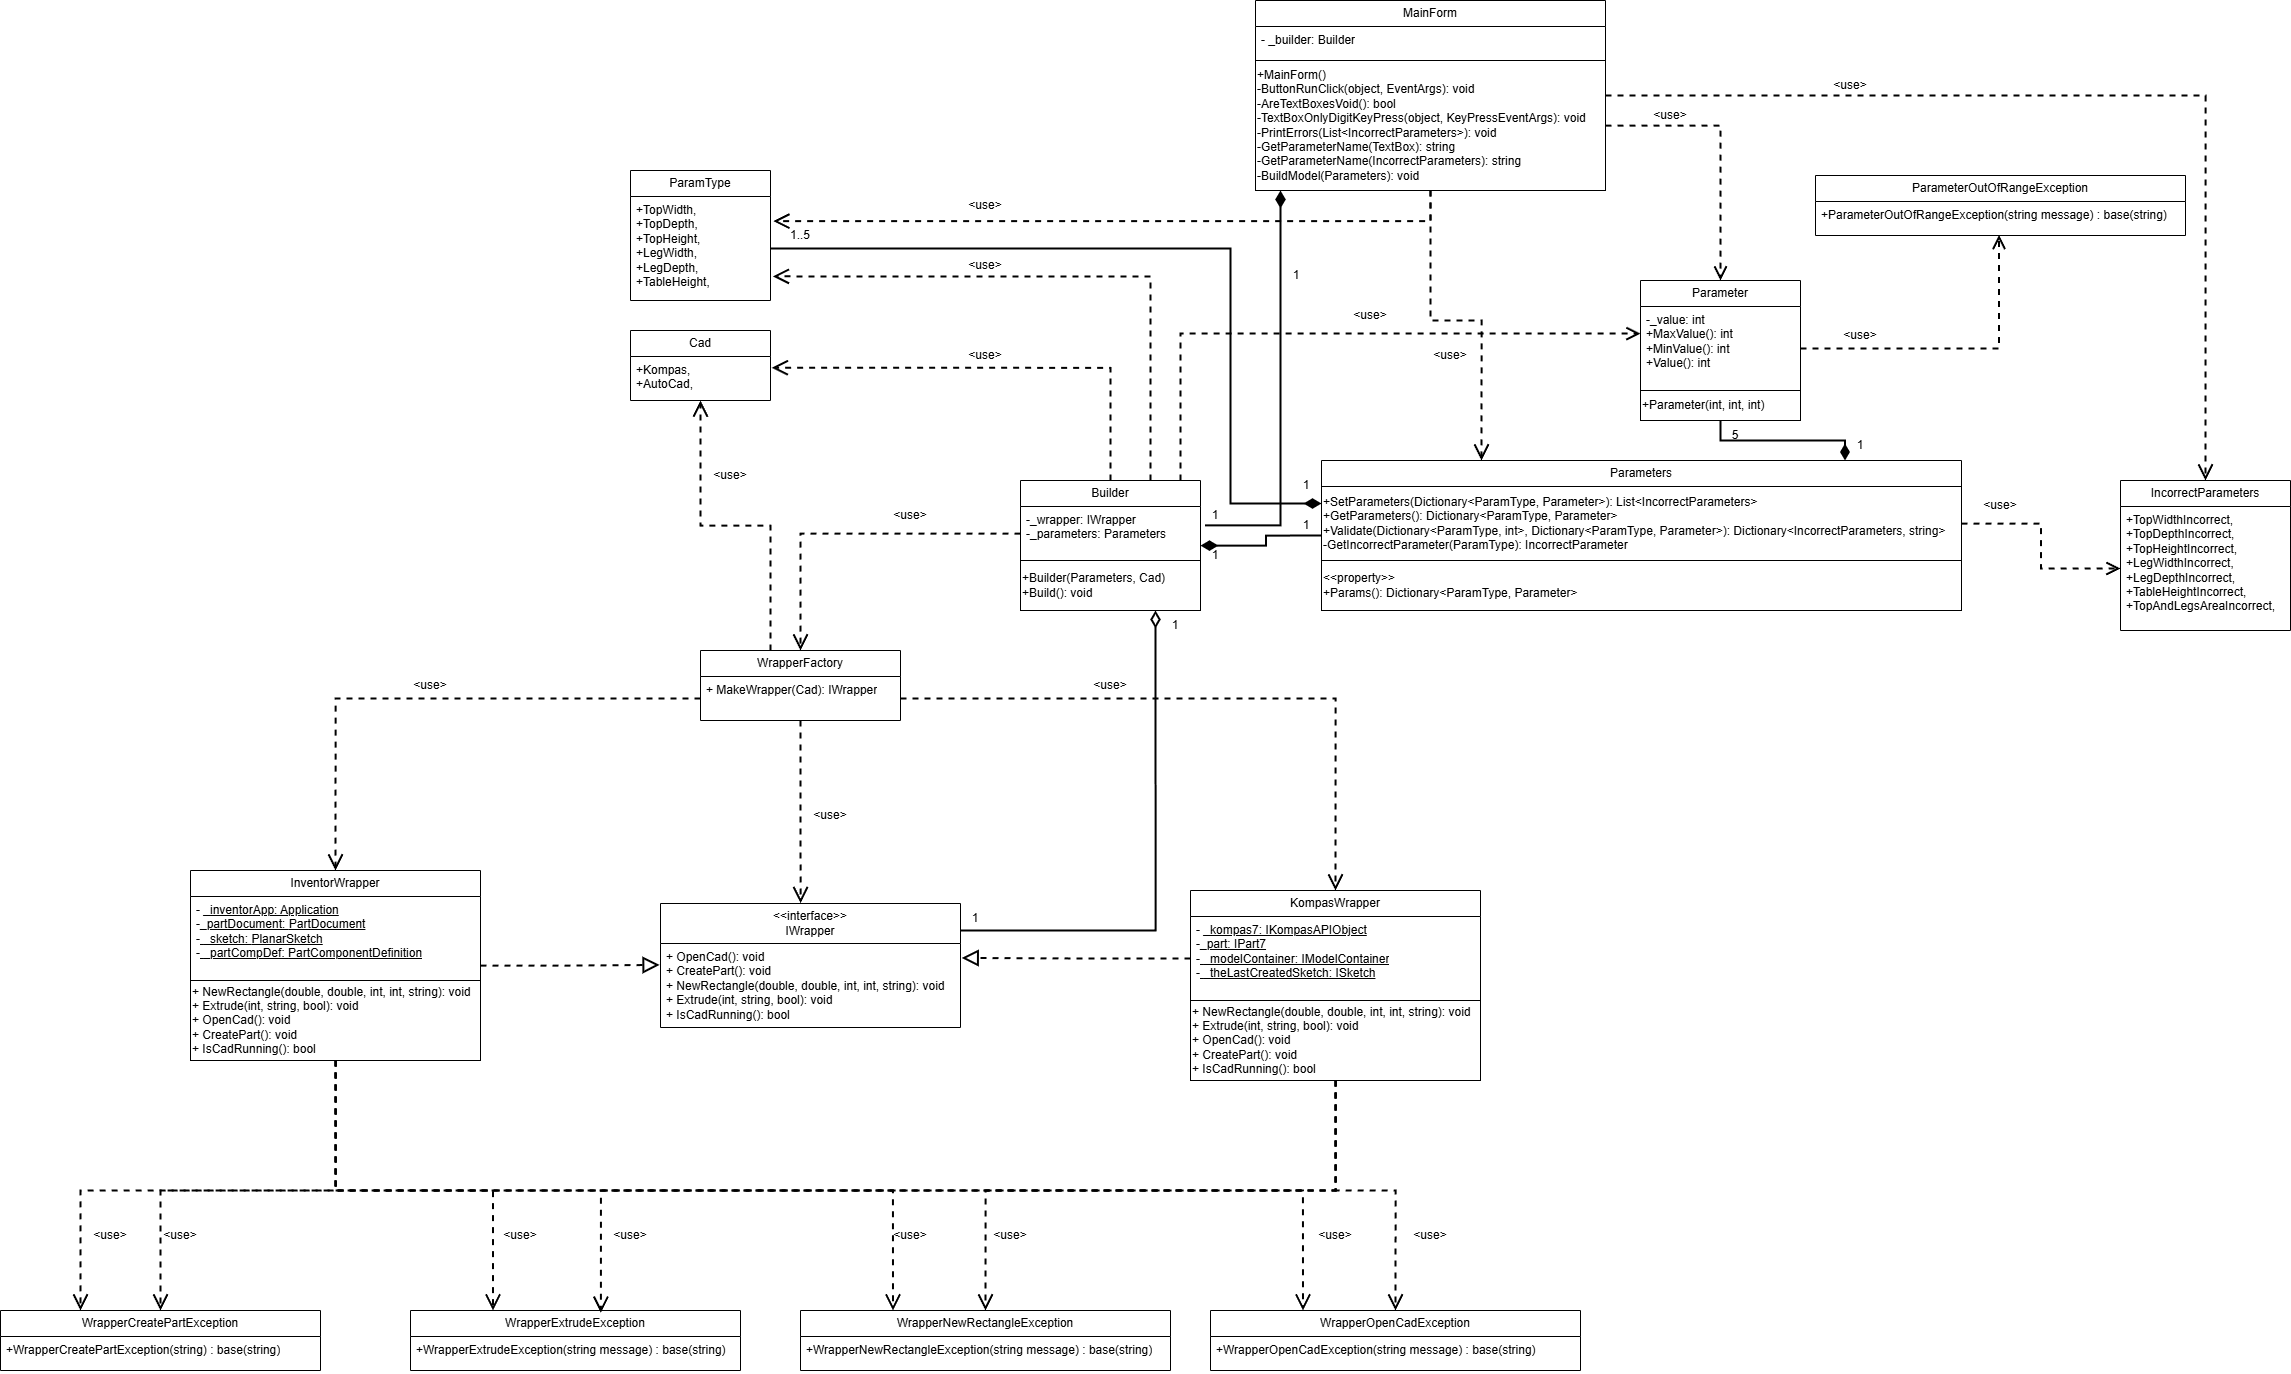 MainForm
- _builder: Builder
+MainForm()
-ButtonRunClick(object, EventArgs): void
-AreTextBoxesVoid(): bool
-TextBoxOnlyDigitKeyPress(object, KeyPressEventArgs): void
-PrintErrors(List<IncorrectParameters>): void
-GetParameterName(TextBox): string
-GetParameterName(IncorrectParameters): string
-BuildModel(Parameters): void
<use>
<use>
ParamType
+TopWidth,
+TopDepth,
+TopHeight,
+LegWidth,
+LegDepth,
+TableHeight,
<use>
1..5
<use>
1
ParameterOutOfRangeException
+ParameterOutOfRangeException(string message) : base(string)
Parameter
-_value: int
+MaxValue(): int
+MinValue(): int
+Value(): int
+Parameter(int, int, int)
<use>
<use>
<use>
Cad
+Kompas,
+AutoCad,
<use>
<use>
5
1
Builder
-_wrapper: IWrapper
-_parameters: Parameters
+Builder(Parameters, Cad)
+Build(): void
<use>
1
1
1
1
Parameters
+SetParameters(Dictionary<ParamType, Parameter>): List<IncorrectParameters>
+GetParameters(): Dictionary<ParamType, Parameter>
+Validate(Dictionary<ParamType, int>, Dictionary<ParamType, Parameter>): Dictionary<IncorrectParameters, string>
-GetIncorrectParameter(ParamType): IncorrectParameter
<<property>>
+Params(): Dictionary<ParamType, Parameter>
<use>
IncorrectParameters
+TopWidthIncorrect,
+TopDepthIncorrect,
+TopHeightIncorrect,
+LegWidthIncorrect,
+LegDepthIncorrect,
+TableHeightIncorrect,
+TopAndLegsAreaIncorrect,
1
WrapperFactory
+ MakeWrapper(Cad): IWrapper
<use>
<use>
<use>
InventorWrapper
- _inventorApp: Application
-_partDocument: PartDocument
- _sketch: PlanarSketch
- _partCompDef: PartComponentDefinition
+ NewRectangle(double, double, int, int, string): void
+ Extrude(int, string, bool): void
+ OpenCad(): void
+ CreatePart(): void
+ IsCadRunning(): bool
<<interface>>
IWrapper
+ OpenCad(): void
+ CreatePart(): void
+ NewRectangle(double, double, int, int, string): void
+ Extrude(int, string, bool): void
+ IsCadRunning(): bool
1
KompasWrapper
- _kompas7: IKompasAPIObject
-_part: IPart7
- _modelContainer: IModelContainer
- _theLastCreatedSketch: ISketch
+ NewRectangle(double, double, int, int, string): void
+ Extrude(int, string, bool): void
+ OpenCad(): void
+ CreatePart(): void
+ IsCadRunning(): bool
<use>
<use>
<use>
<use>
<use>
<use>
<use>
<use>
WrapperCreatePartException
+WrapperCreatePartException(string) : base(string)
WrapperExtrudeException
+WrapperExtrudeException(string message) : base(string)
WrapperNewRectangleException
+WrapperNewRectangleException(string message) : base(string)
WrapperOpenCadException
+WrapperOpenCadException(string message) : base(string)